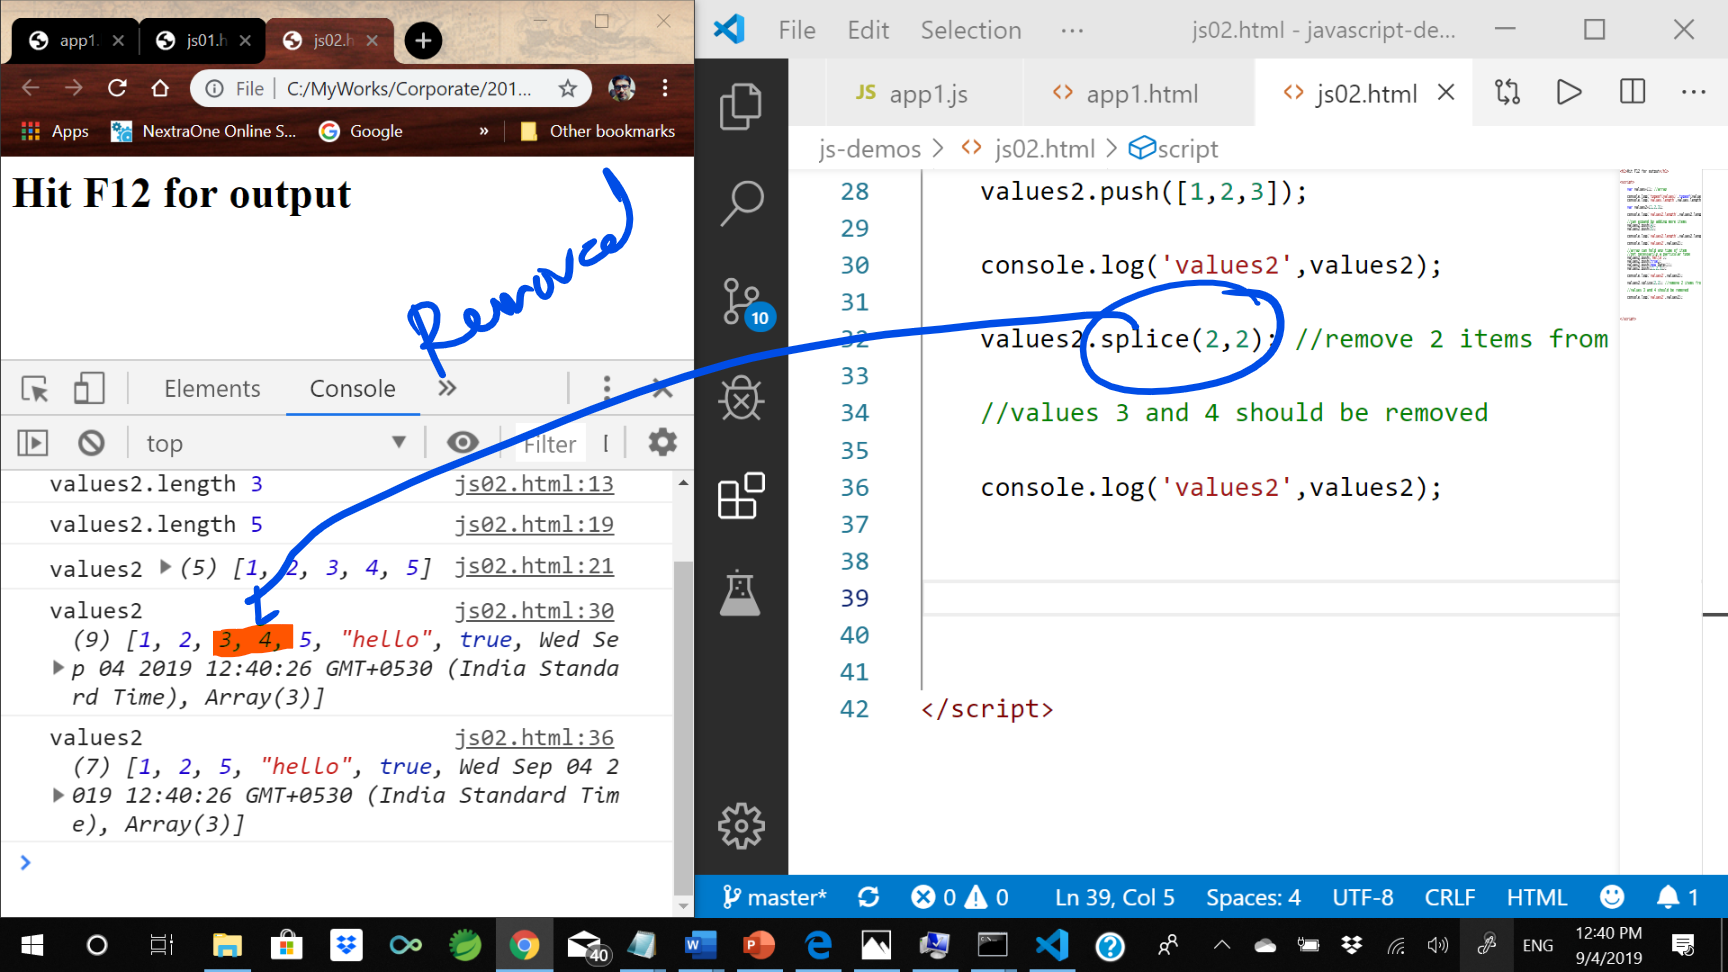 app1.
js01.h
js02.h
File
C:/MyWorks/Corporate/201...
Apps
NextraOne Online S...
Google
»
Other bookmarks
Hit F12 for output
Removed
Elements
Console
»
top
Filter
values2.length 3 js02.html:13
values2.length 5 js02.html:19
values2 (5) [1, 2, 3, 4, 5] js02.html:21
values2 js02.html:30
(9) [1, 2, 3, 4, 5, "hello", true, Wed Se
p 04 2019 12:40:26 GMT+0530 (India Standa
rd Time), Array(3)]
values2 js02.html:36
(7) [1, 2, 5, "hello", true, Wed Sep 04 2
019 12:40:26 GMT+0530 (India Standard Tim
e), Array(3)]
File Edit Selection ... js02.html - javascript-de...
JS app1.js
<> app1.html
<> js02.html
js-demos > <> js02.html > script
10
28 values2.push([1,2,3]);
29
30 console.log('values2',values2);
31
32 values2.splice(2,2); //remove 2 items from
33
34 //values 3 and 4 should be removed
35
36 console.log('values2',values2);
37
38
39
40
41
42 </script>
master* 0 0 Ln 39, Col 5 Spaces: 4 UTF-8 CRLF HTML 1
40
ENG
12:40 PM
9/4/2019